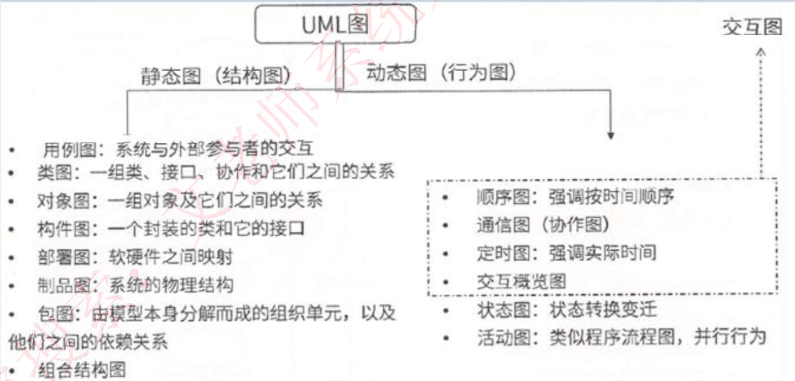 UML图
交互图
静态图（结构图）
动态图（行为图）
• 用例图：系统与外部参与者的交互
• 类图：一组类、接口、协作和它们之间的关系
• 对象图：一组对象及它们之间的关系
• 构件图：一个封装的类和它的接口
• 部署图：软硬件之间映射
• 制品图：系统的物理结构
• 包图：由模型本身分解而成的组织单元，以及
他们之间的依赖关系
• 组合结构图
• 顺序图：强调按时间顺序
• 通信图（协作图）
• 定时图：强调实际时间
• 交互概览图
• 状态图：状态转换变迁
• 活动图：类似程序流程图，并行行为